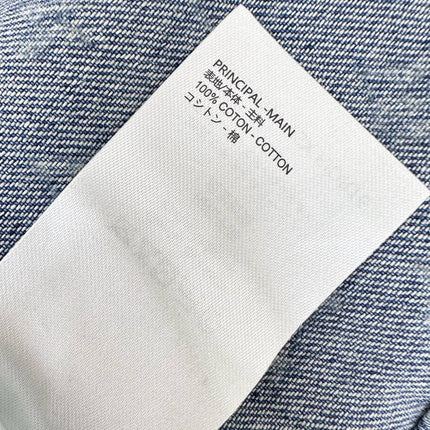 PRINCIPAL -MAIN
表地/本体 - 主料
100% COTON - COTTON
コットン - 棉